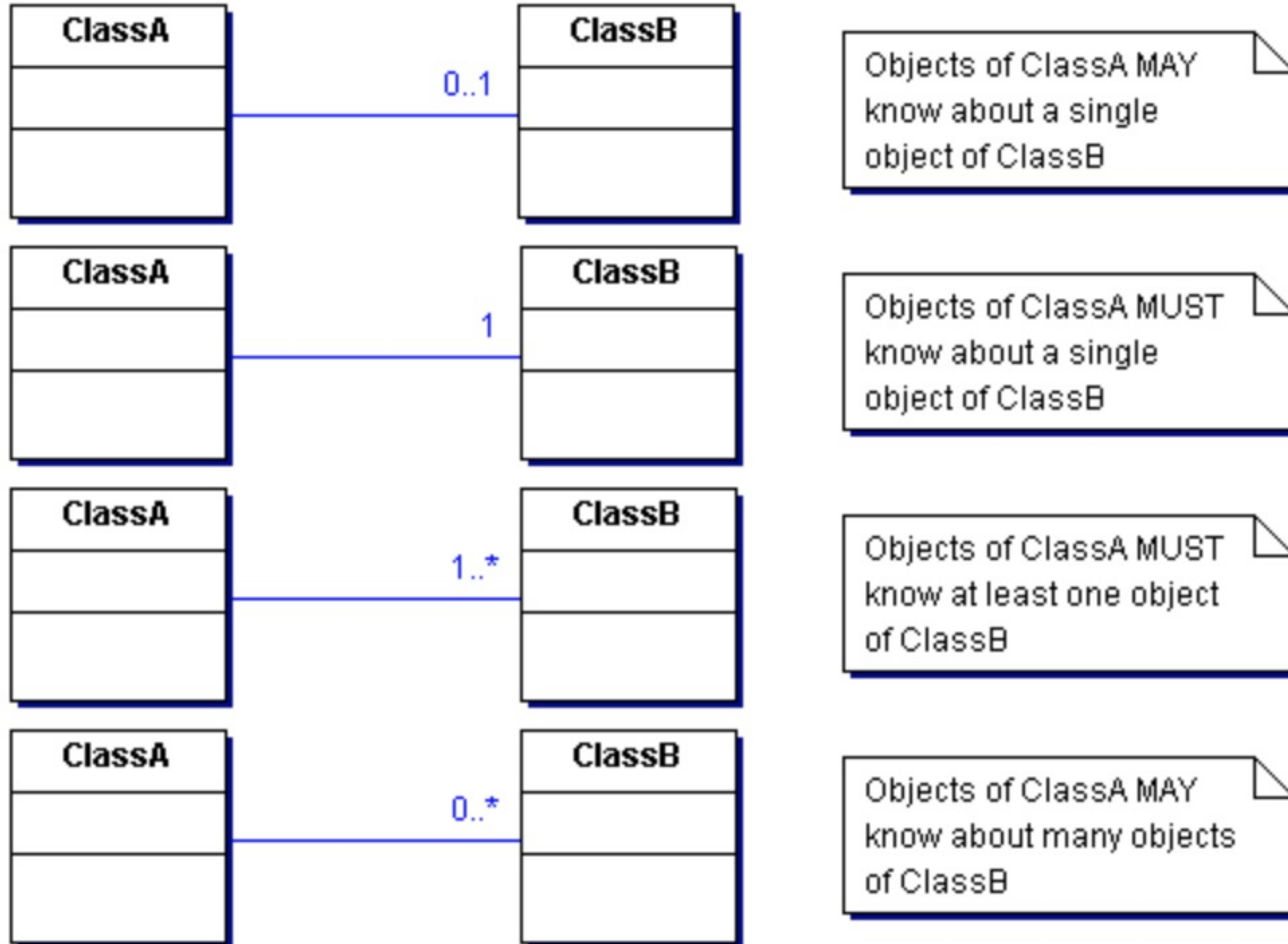 ClassA
ClassB
0..1
Objects of ClassA MAY
know about a single
object of ClassB
ClassA
ClassB
1
Objects of ClassA MUST
know about a single
object of ClassB
ClassA
ClassB
1..*
Objects of ClassA MUST
know at least one object
of ClassB
ClassA
ClassB
0..*
Objects of ClassA MAY
know about many objects
of ClassB